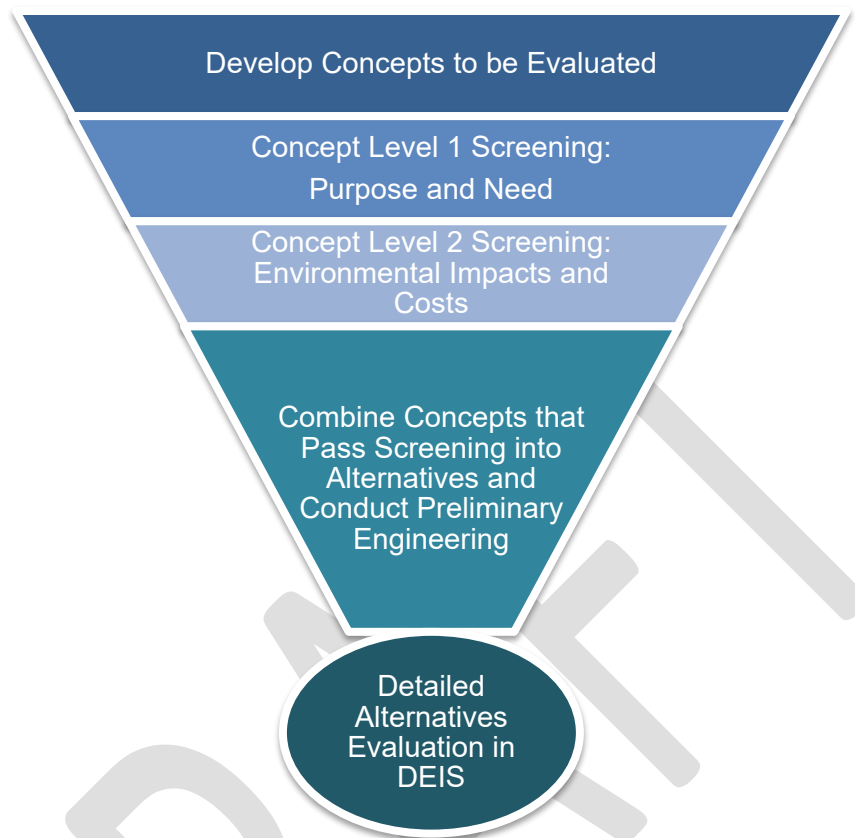 Develop Concepts to be Evaluated
Concept Level 1 Screening:
Purpose and Need
Concept Level 2 Screening:
Environmental Impacts and
Costs
Combine Concepts that
Pass Screening into
Alternatives and
Conduct Preliminary
Engineering
Detailed
Alternatives
Evaluation in
DEIS
DRAFT